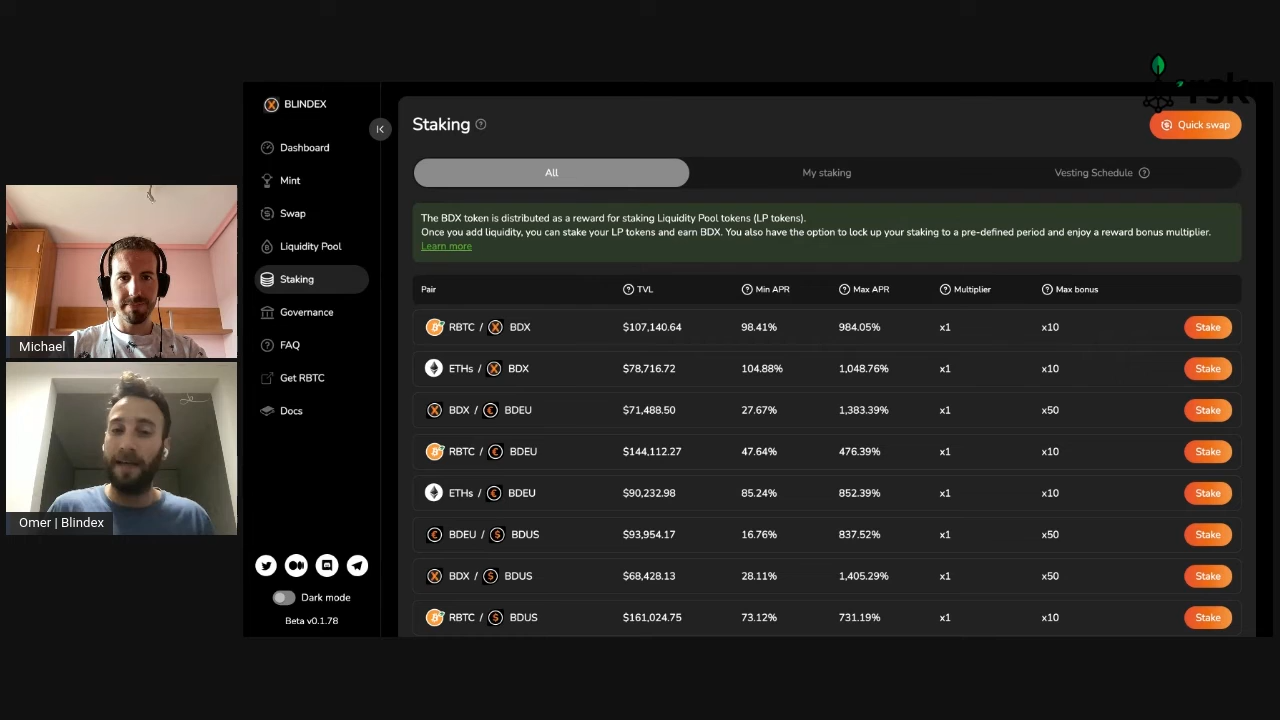 rsk
BLINDEX
Dashboard
Mint
Swap
Liquidity Pool
Staking
Governance
FAQ
Get RBTC
Docs
Dark mode
Beta v0.1.78
Michael
Omer | Blindex
Staking
Quick swap
All My staking Vesting Schedule
The BDX token is distributed as a reward for staking Liquidity Pool tokens (LP tokens).
Once you add liquidity, you can stake your LP tokens and earn BDX. You also have the option to lock up your staking to a pre-defined period and enjoy a reward bonus multiplier.
Learn more
Pair TVL Min APR Max APR Multiplier Max bonus
RBTC / BDX $107,140.64 98.41% 984.05% x1 x10 Stake
ETHs / BDX $78,716.72 104.88% 1,048.76% x1 x10 Stake
BDX / BDEU $71,488.50 27.67% 1,383.39% x1 x50 Stake
RBTC / BDEU $144,112.27 47.64% 476.39% x1 x10 Stake
ETHs / BDEU $90,232.98 85.24% 852.39% x1 x10 Stake
BDEU / BDUS $93,954.17 16.76% 837.52% x1 x50 Stake
BDX / BDUS $68,428.13 28.11% 1,405.29% x1 x50 Stake
RBTC / BDUS $161,024.75 73.12% 731.19% x1 x10 Stake